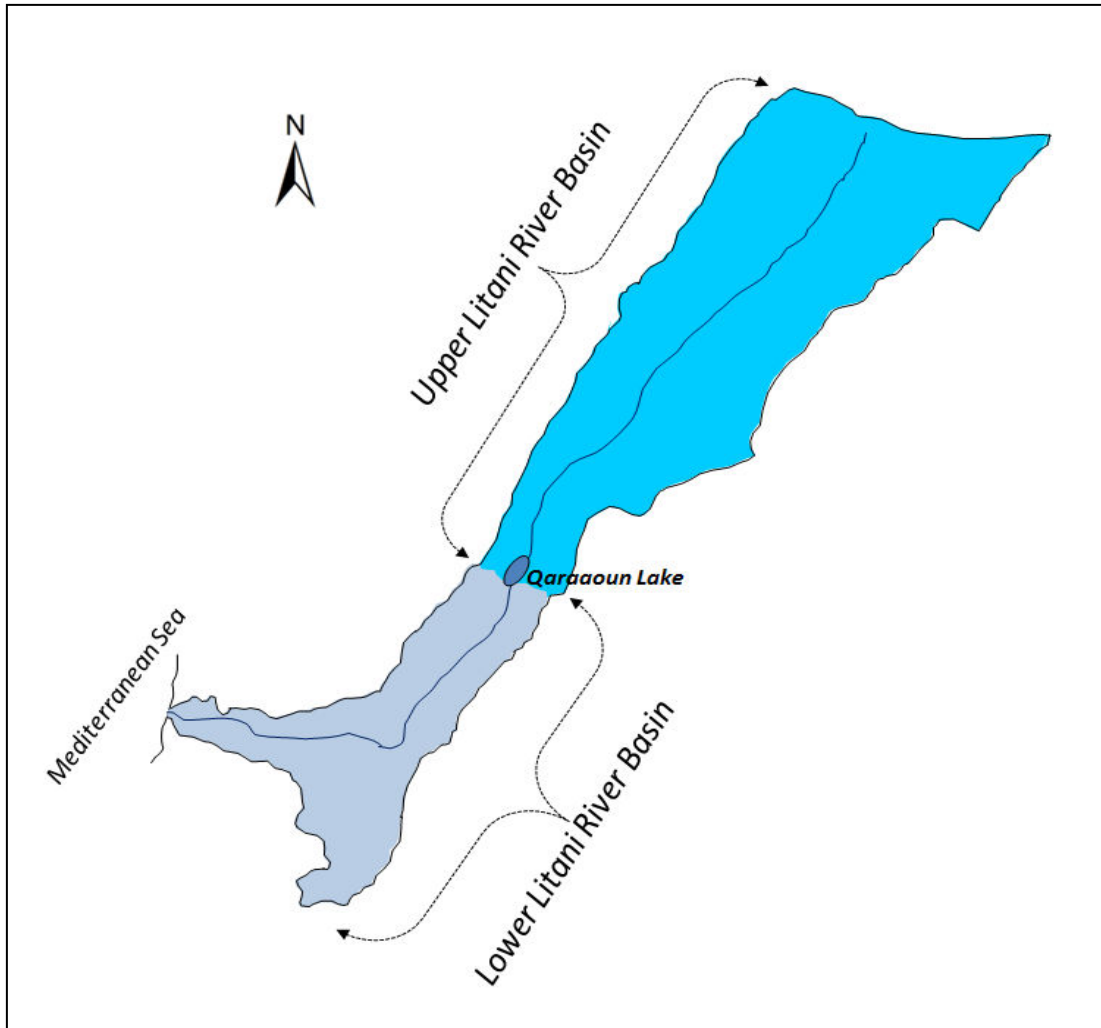 N
Upper Litani River Basin
Qaraaoun Lake
Mediterranean Sea
Lower Litani River Basin